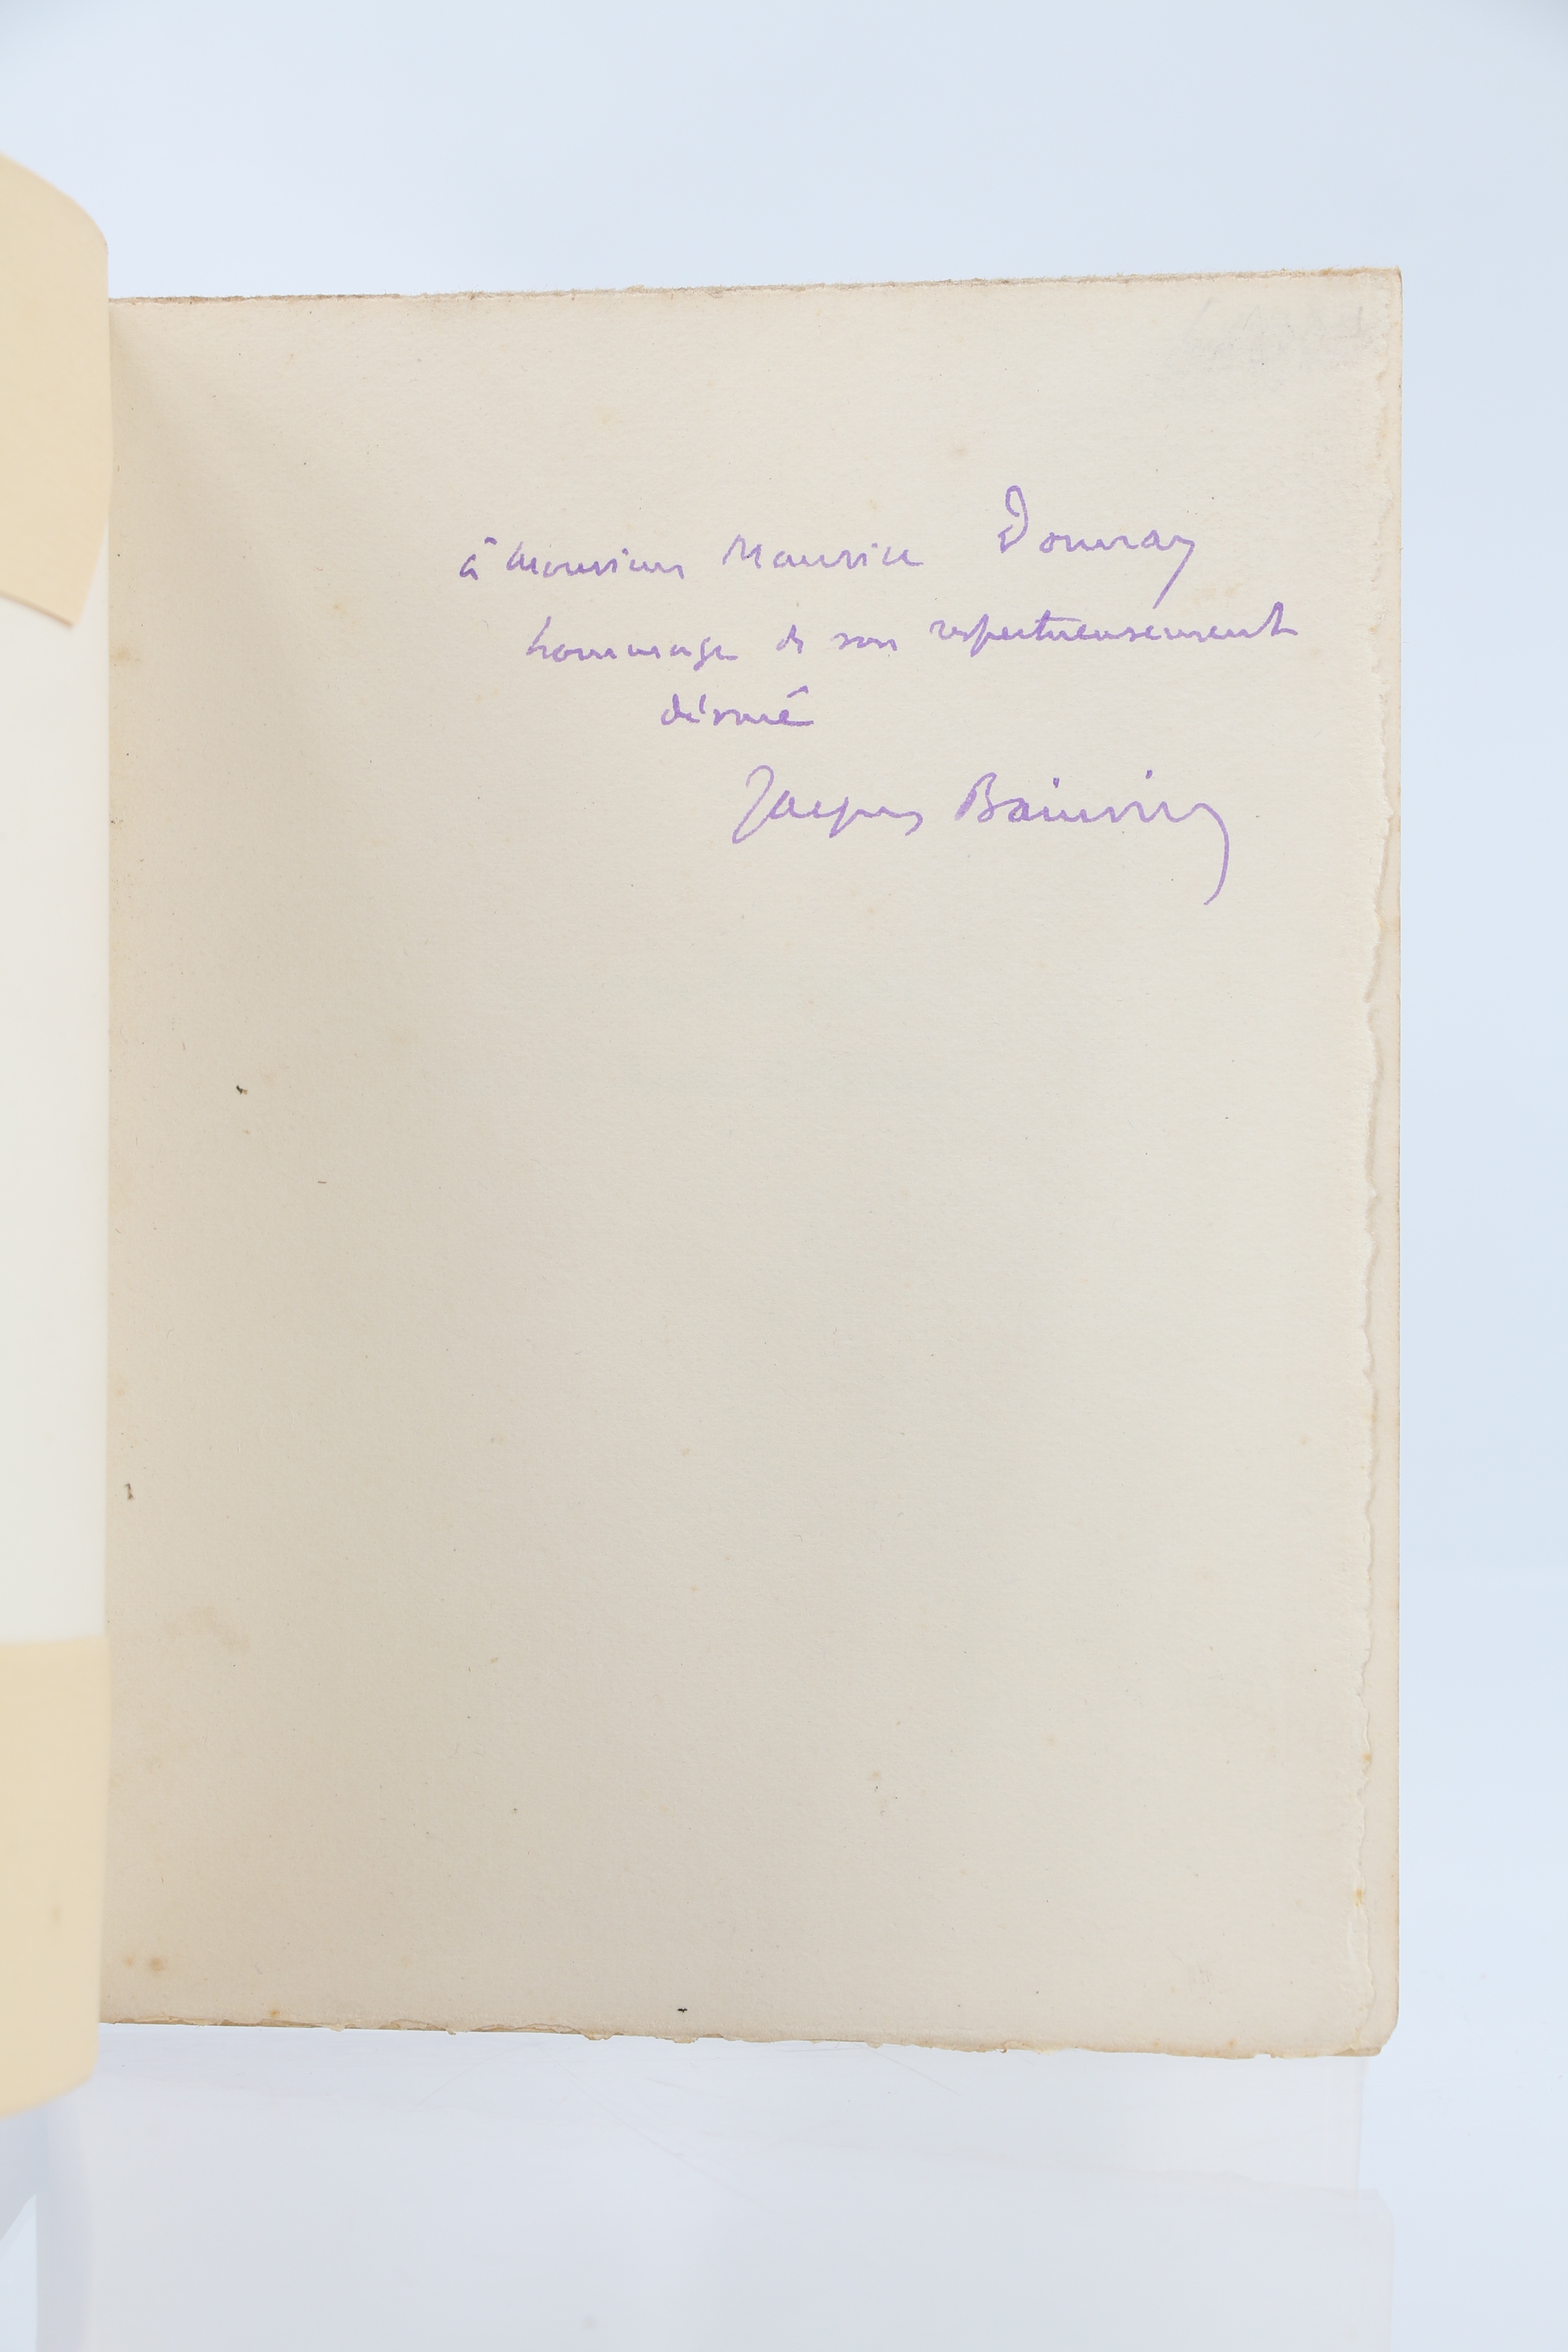 à Monsieur Maurice Donnay
hommage de son respectueusement
dévoué
Jacques Bainville